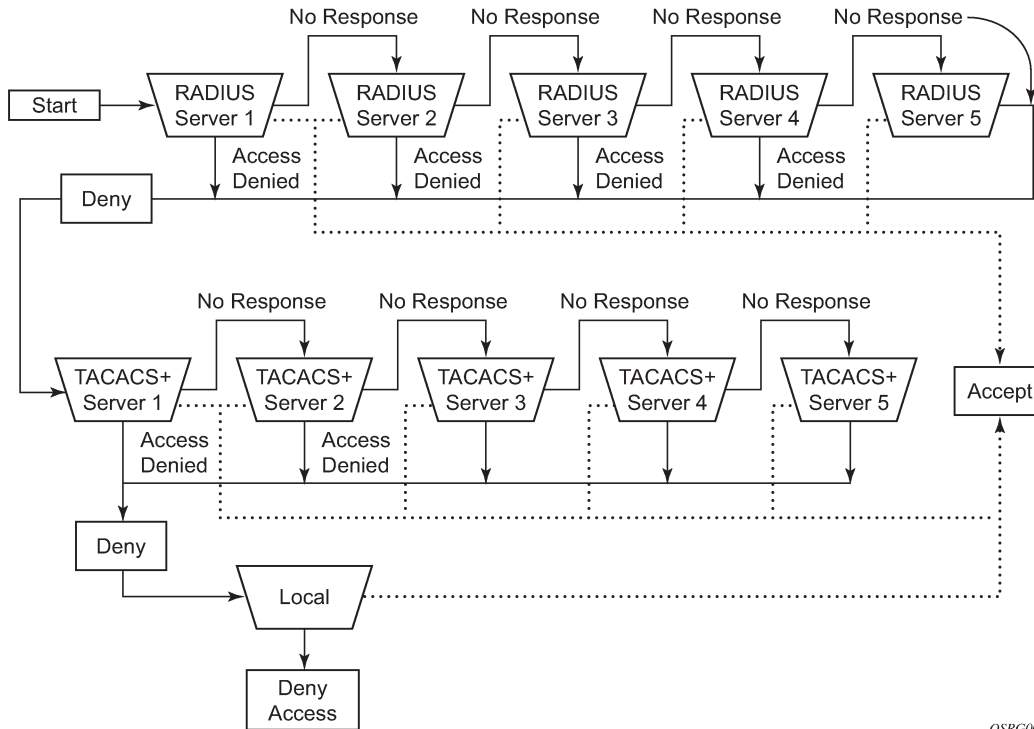 No Response
No Response
No Response
No Response
No Response
Start
RADIUS
Server 1
RADIUS
Server 2
RADIUS
Server 3
RADIUS
Server 4
RADIUS
Server 5
Access
Denied
Access
Denied
Access
Denied
Access
Denied
Deny
No Response
No Response
No Response
No Response
TACACS+
Server 1
TACACS+
Server 2
TACACS+
Server 3
TACACS+
Server 4
TACACS+
Server 5
Accept
Access
Denied
Access
Denied
Deny
Local
Deny
Access